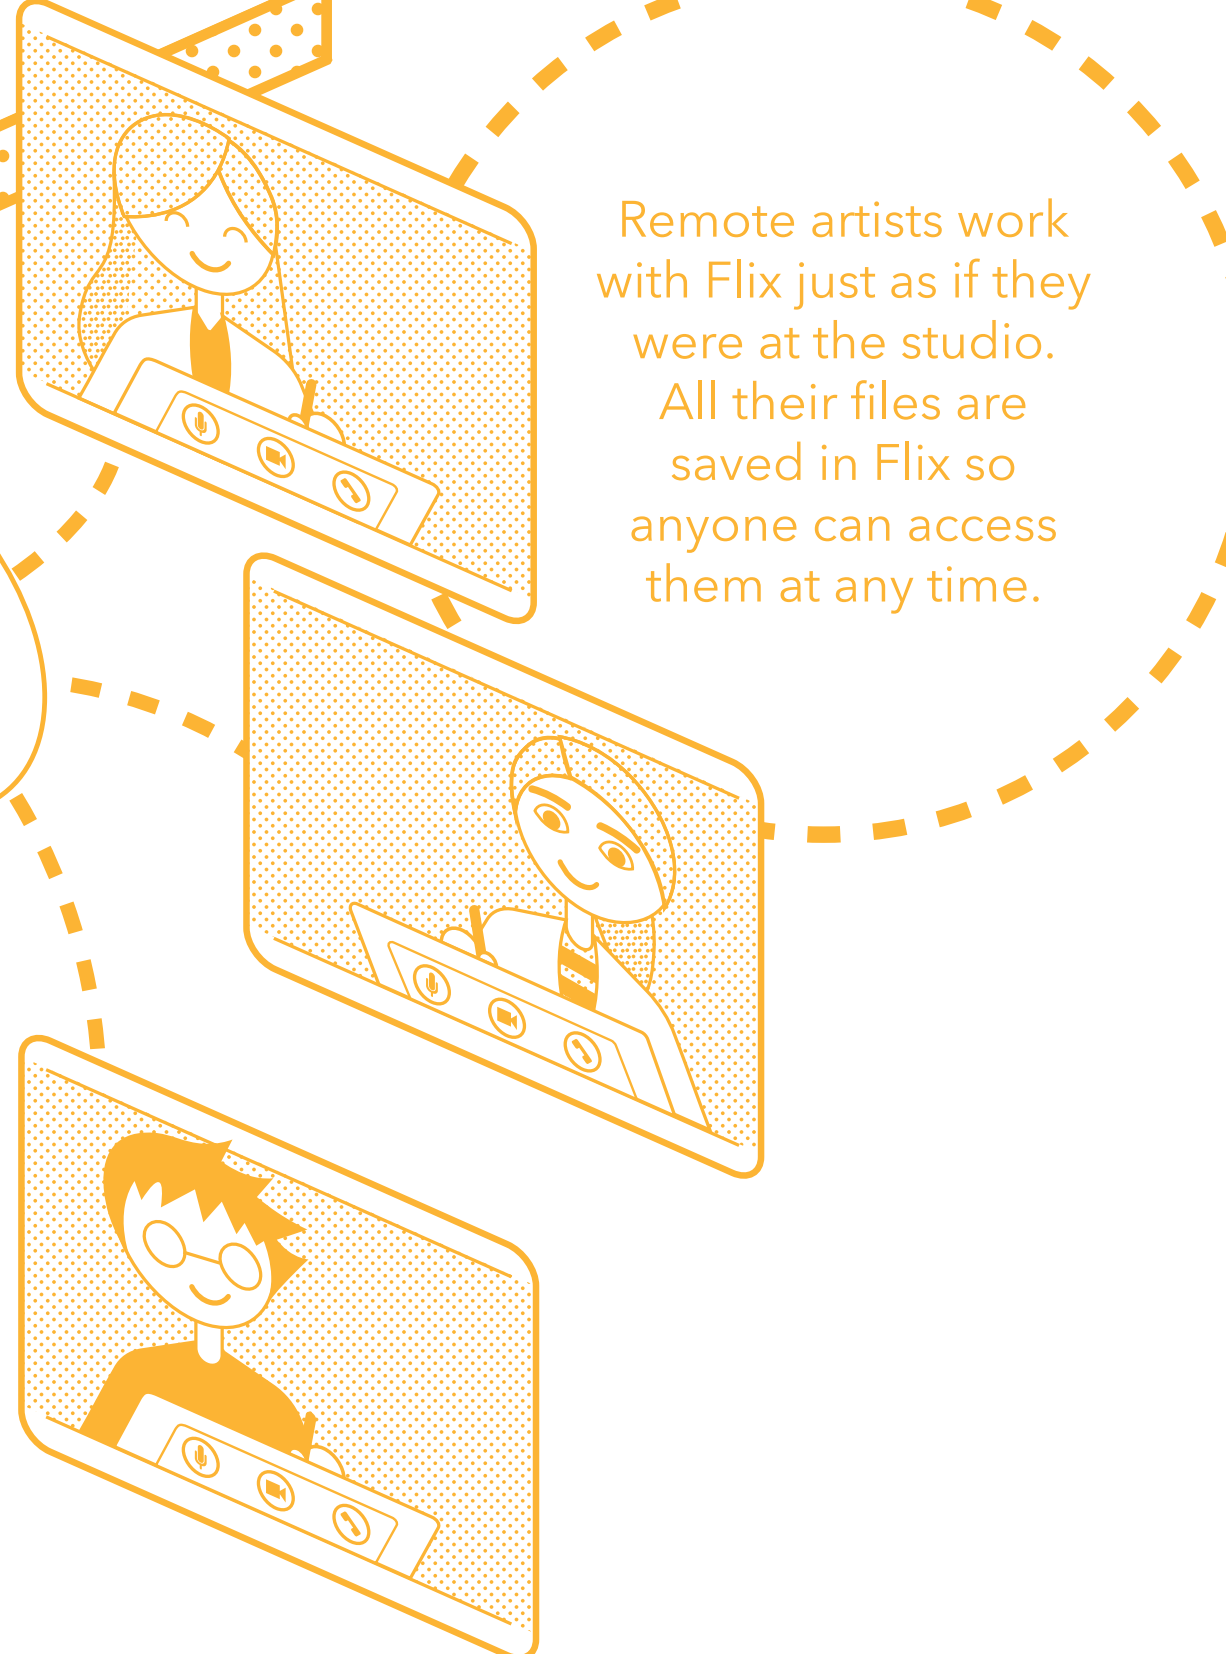 Remote artists work
with Flix just as if they
were at the studio.
All their files are
saved in Flix so
anyone can access
them at any time.